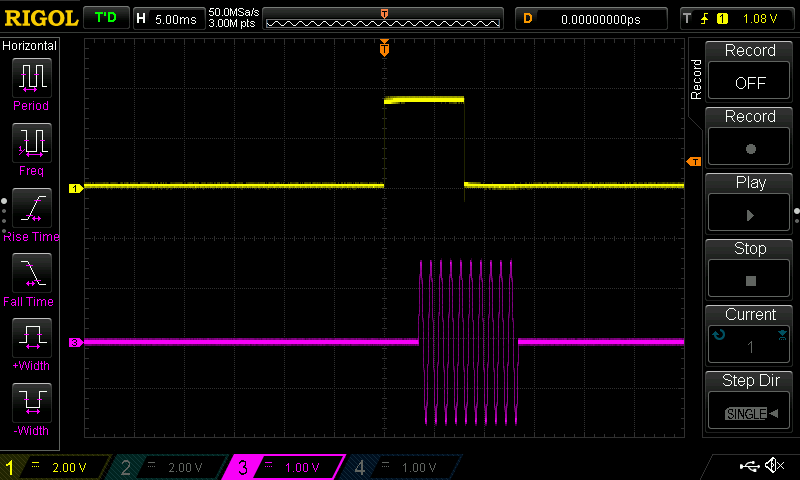 RIGOL T'D H 5.00ms 50.0MSa/s 3.00M pts T D 0.00000000ps T 1 1.08 V
Horizontal
Period
Freq
Rise Time
Fall Time
+Width
-Width
T
1
3
T
Record
Record
OFF
Record
Play
Stop
Current
1
Step Dir
SINGLE
1 2.00 V 2 2.00 V 3 1.00 V 4 1.00 V